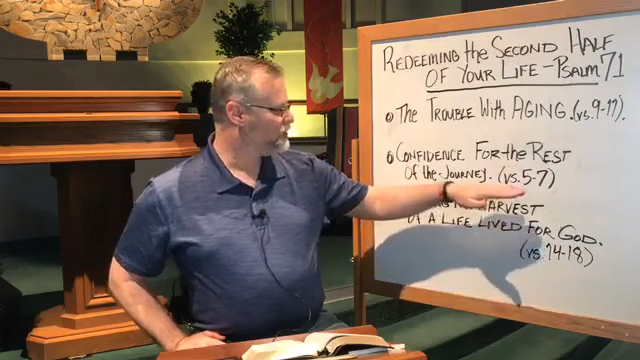 REDEEMING the SECOND HALF
OF YOUR LIFE - PSALM 71
• The TROUBLE WITH AGING. (vs. 9-11).
• CONFIDENCE FOR the REST
Of the JOURNEY. (vs. 5-7)
HARVEST
OF A LIFE LIVED FOR GOD.
(vs. 14-18)